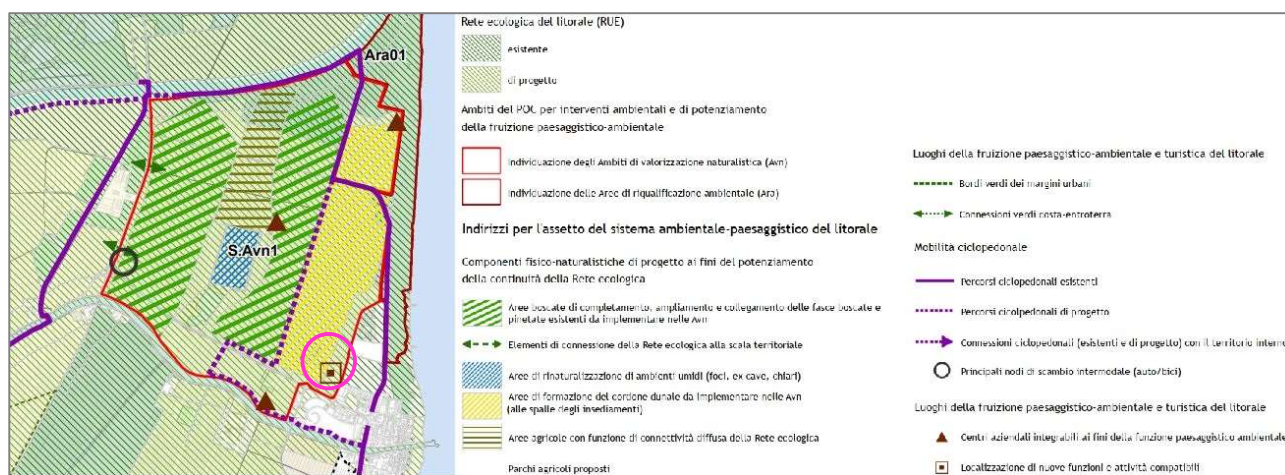 Ara01
S.Avn1
Rete ecologica del litorale (RUE)
esistente
di progetto
Ambiti del POC per interventi ambientali e di potenziamento
della fruizione paesaggistico-ambientale
Individuazione degli Ambiti di valorizzazione naturalistica (Avn)
Individuazione delle Aree di riqualificazione ambientale (Ara)
Indirizzi per l'assetto del sistema ambientale-paesaggistico del litorale
Componenti fisico-naturalistiche di progetto ai fini del potenziamento
della continuità della Rete ecologica
Aree boscate di completamento, ampliamento e collegamento delle fasce boscate e
pinetate esistenti da implementare nelle Avn
Elementi di connessione della Rete ecologica alla scala territoriale
Aree di rinaturalizzazione di ambienti umidi (foci, ex cave, chiari)
Aree di formazione del cordone dunale da implementare nelle Avn
(alle spalle degli insediamenti)
Aree agricole con funzione di connettività diffusa della Rete ecologica
Parchi agricoli proposti
Luoghi della fruizione paesaggistico-ambientale e turistica del litorale
Bordi verdi dei margini urbani
Connessioni verdi costa-entroterra
Mobilità ciclopedonale
Percorsi ciclopedonali esistenti
Percorsi ciclcpedonali di progetto
Connessioni ciclopedonali (esistenti e di progetto) con il territorio interno
Principali nodi di scambio intermodale (auto/bici)
Luoghi della fruizione paesaggistico-ambientale e turistica del litorale
Centri aziendali integrabili ai fini della funzione paesaggistico ambientale
Localizzazione di nuove funzioni e attività compatibili